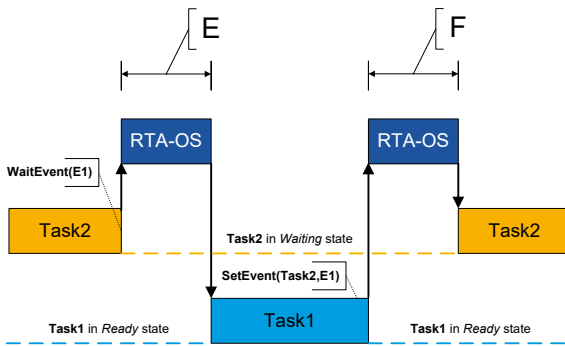 E
F
RTA-OS
RTA-OS
WaitEvent(E1)
Task2
Task2
Task2 in Waiting state
SetEvent(Task2,E1)
Task1
Task1 in Ready state
Task1 in Ready state